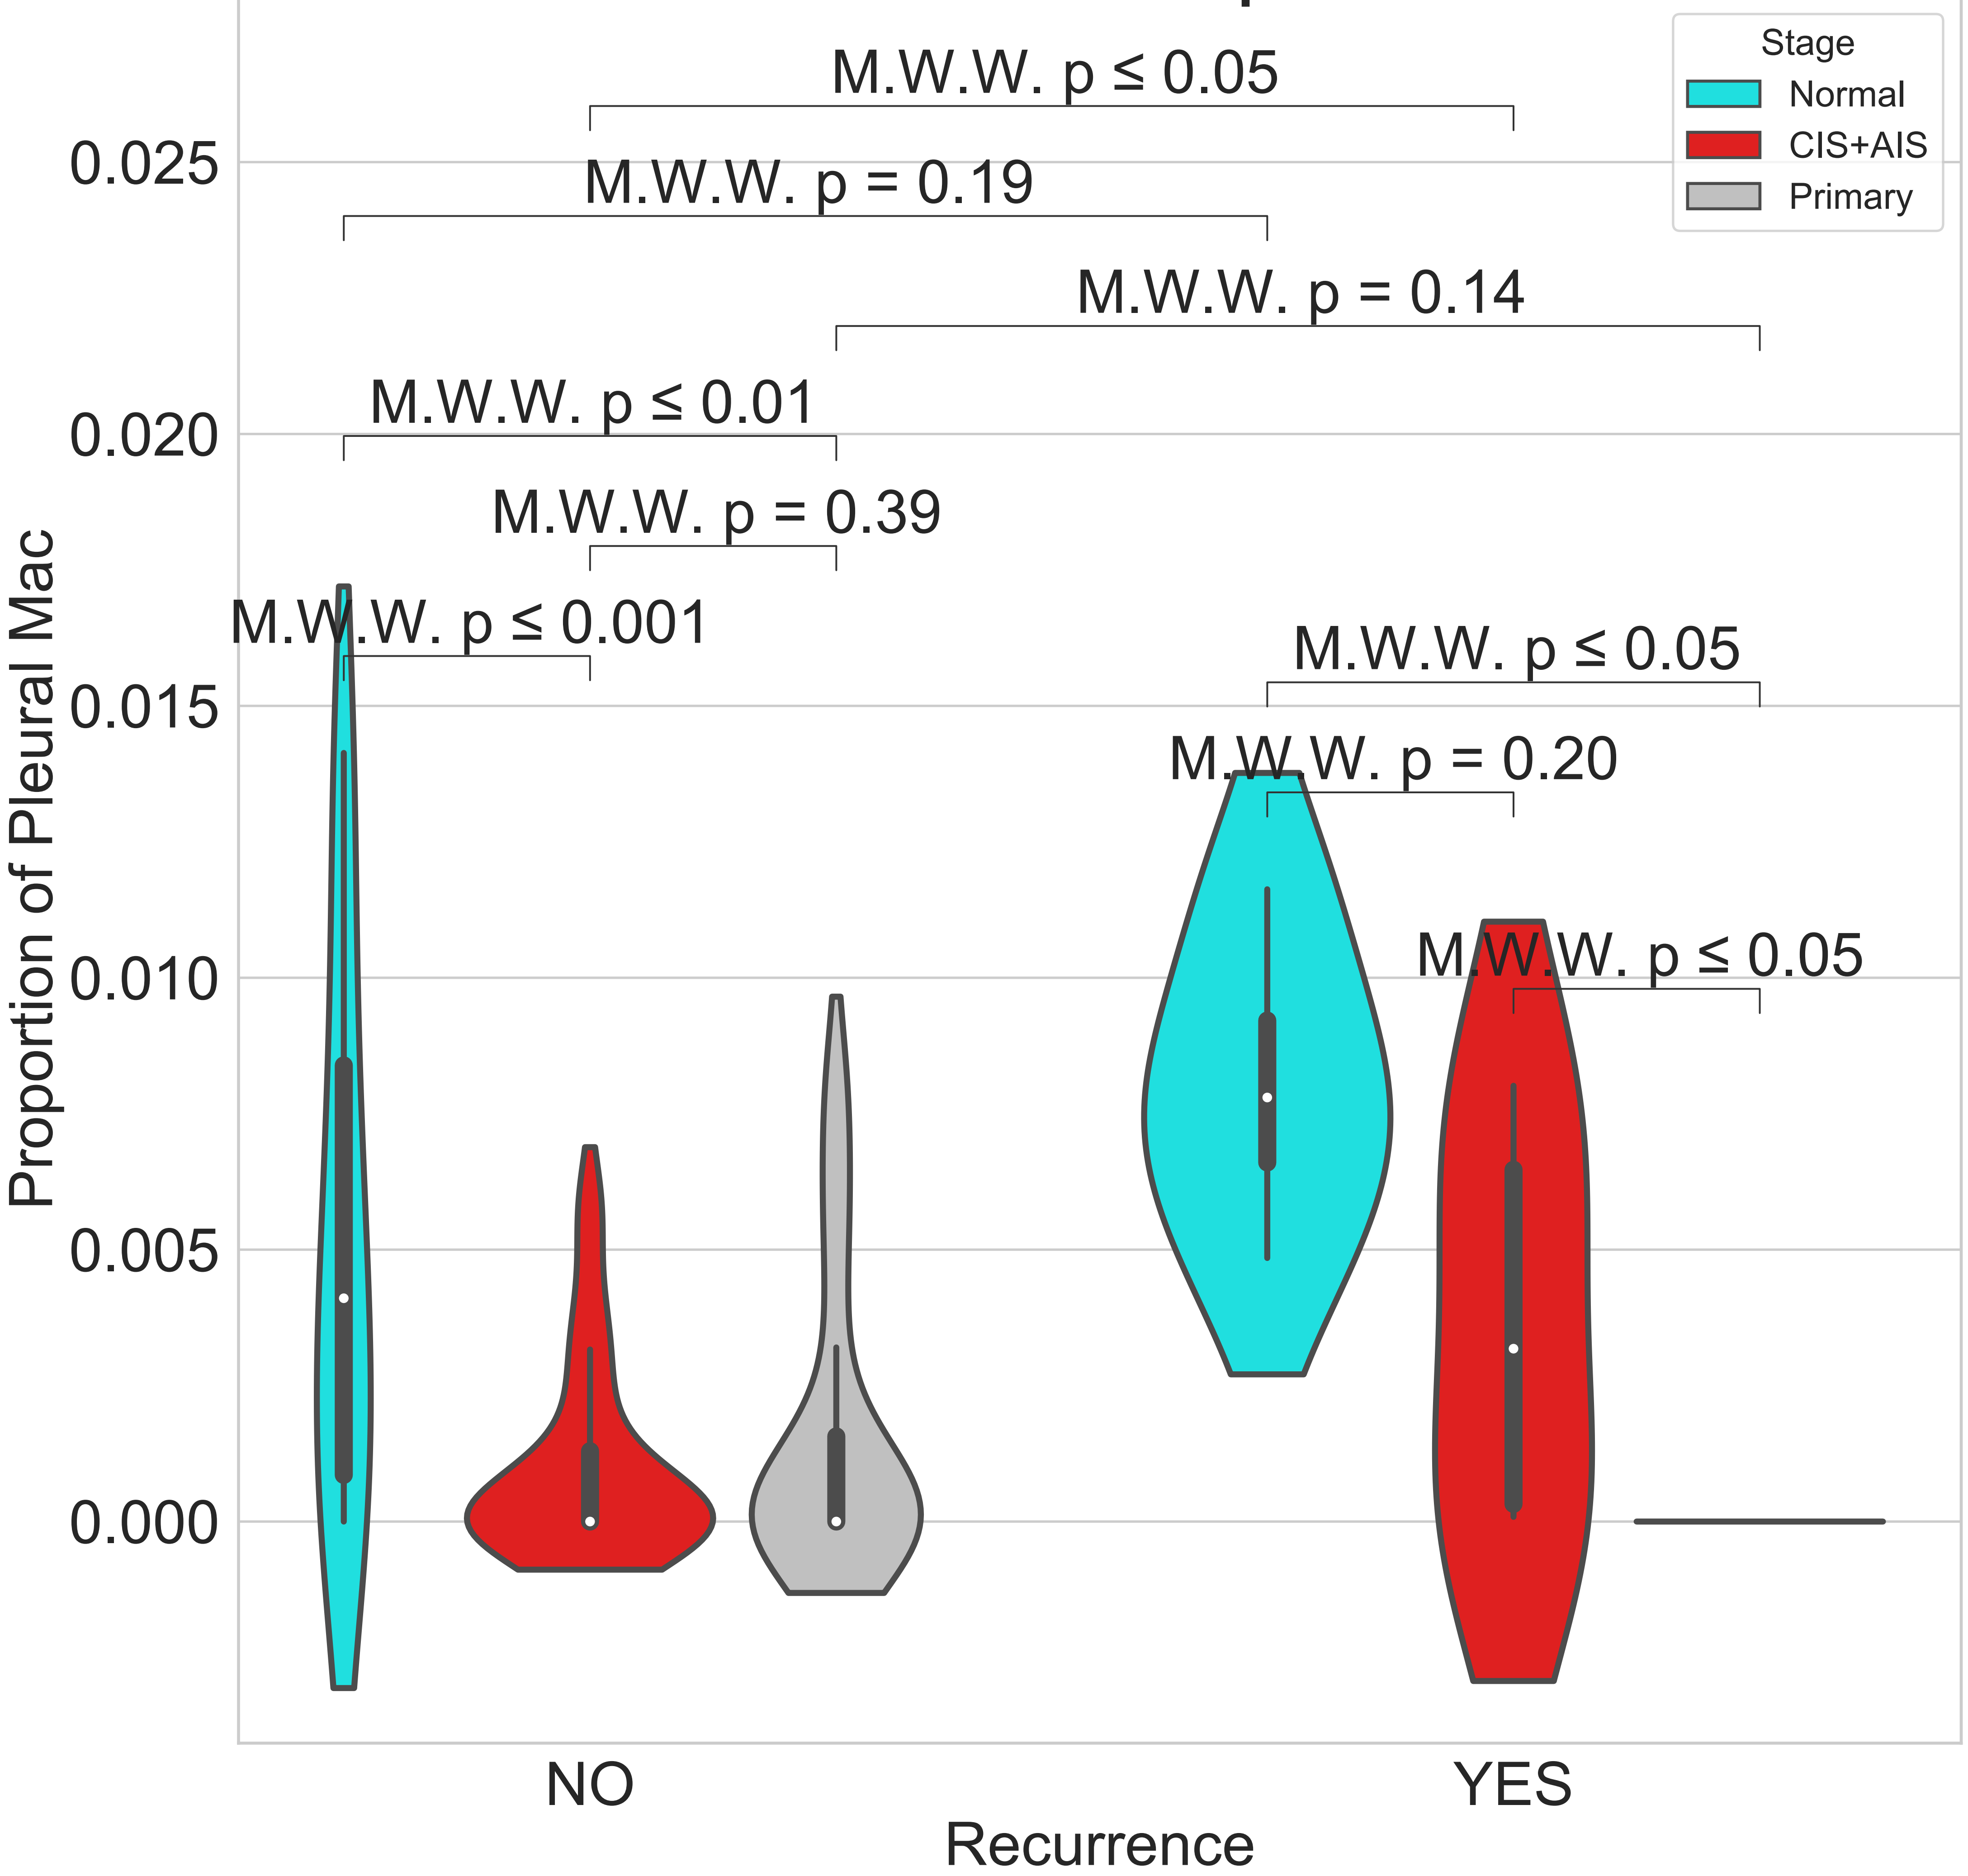 Stage
Normal
CIS+AIS
Primary
M.W.W. p ≤ 0.05
0.025
M.W.W. p = 0.19
M.W.W. p = 0.14
M.W.W. p ≤ 0.01
0.020
M.W.W. p = 0.39
M.W.W. p ≤ 0.001
M.W.W. p ≤ 0.05
0.015
M.W.W. p = 0.20
M.W.W. p ≤ 0.05
0.010
0.005
0.000
Proportion of Pleural Mac
NO
YES
Recurrence